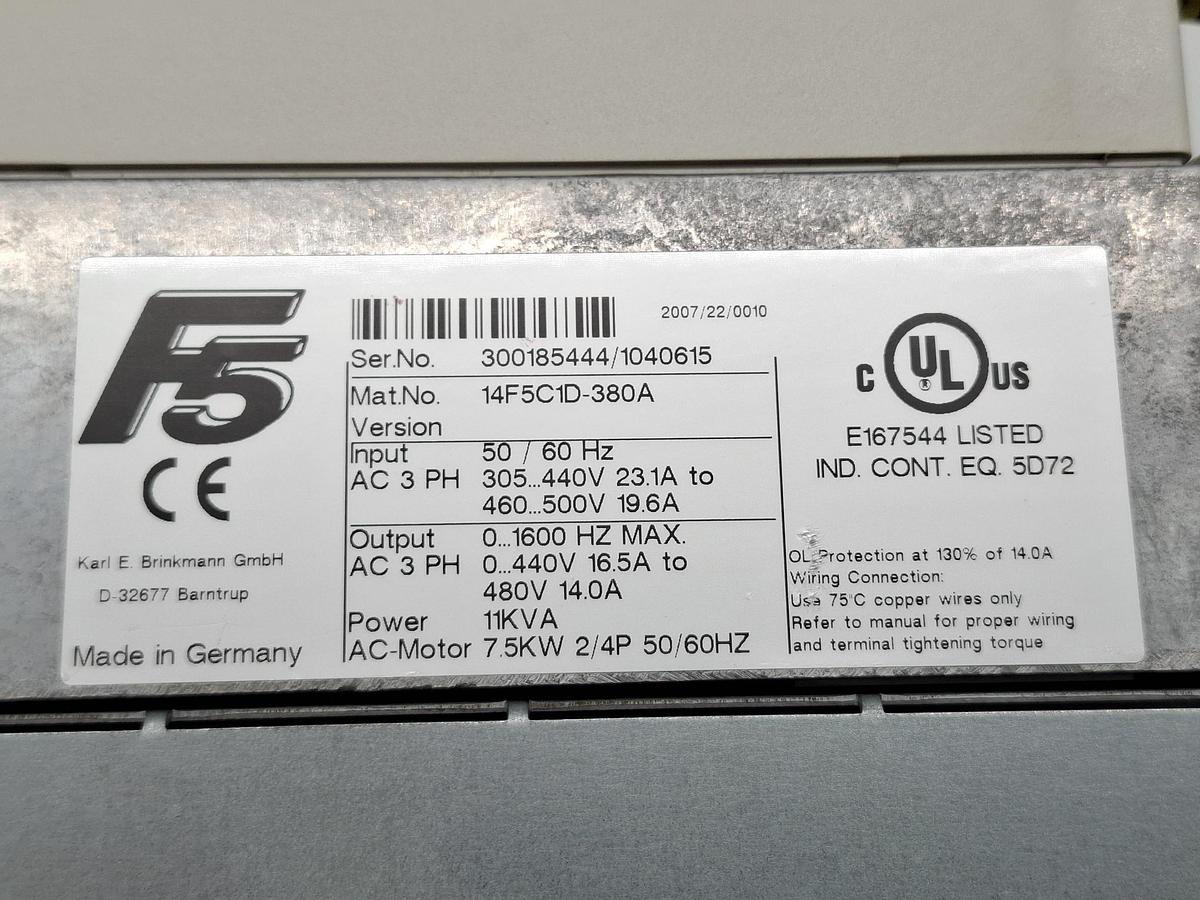 F5
CE
Karl E. Brinkmann GmbH
D-32677 Barntrup
Made in Germany
2007/22/0010
Ser.No. 300185444/1040615
Mat.No. 14F5C1D-380A
Version
Input 50 / 60 Hz
AC 3 PH 305...440V 23.1A to
460...500V 19.6A
Output 0...1600 HZ MAX.
AC 3 PH 0...440V 16.5A to
480V 14.0A
Power 11KVA
AC-Motor 7.5KW 2/4P 50/60HZ
C UL ® US
E167544 LISTED
IND. CONT. EQ. 5D72
OL Protection at 130% of 14.0A
Wiring Connection:
Use 75°C copper wires only
Refer to manual for proper wiring
and terminal tightening torque